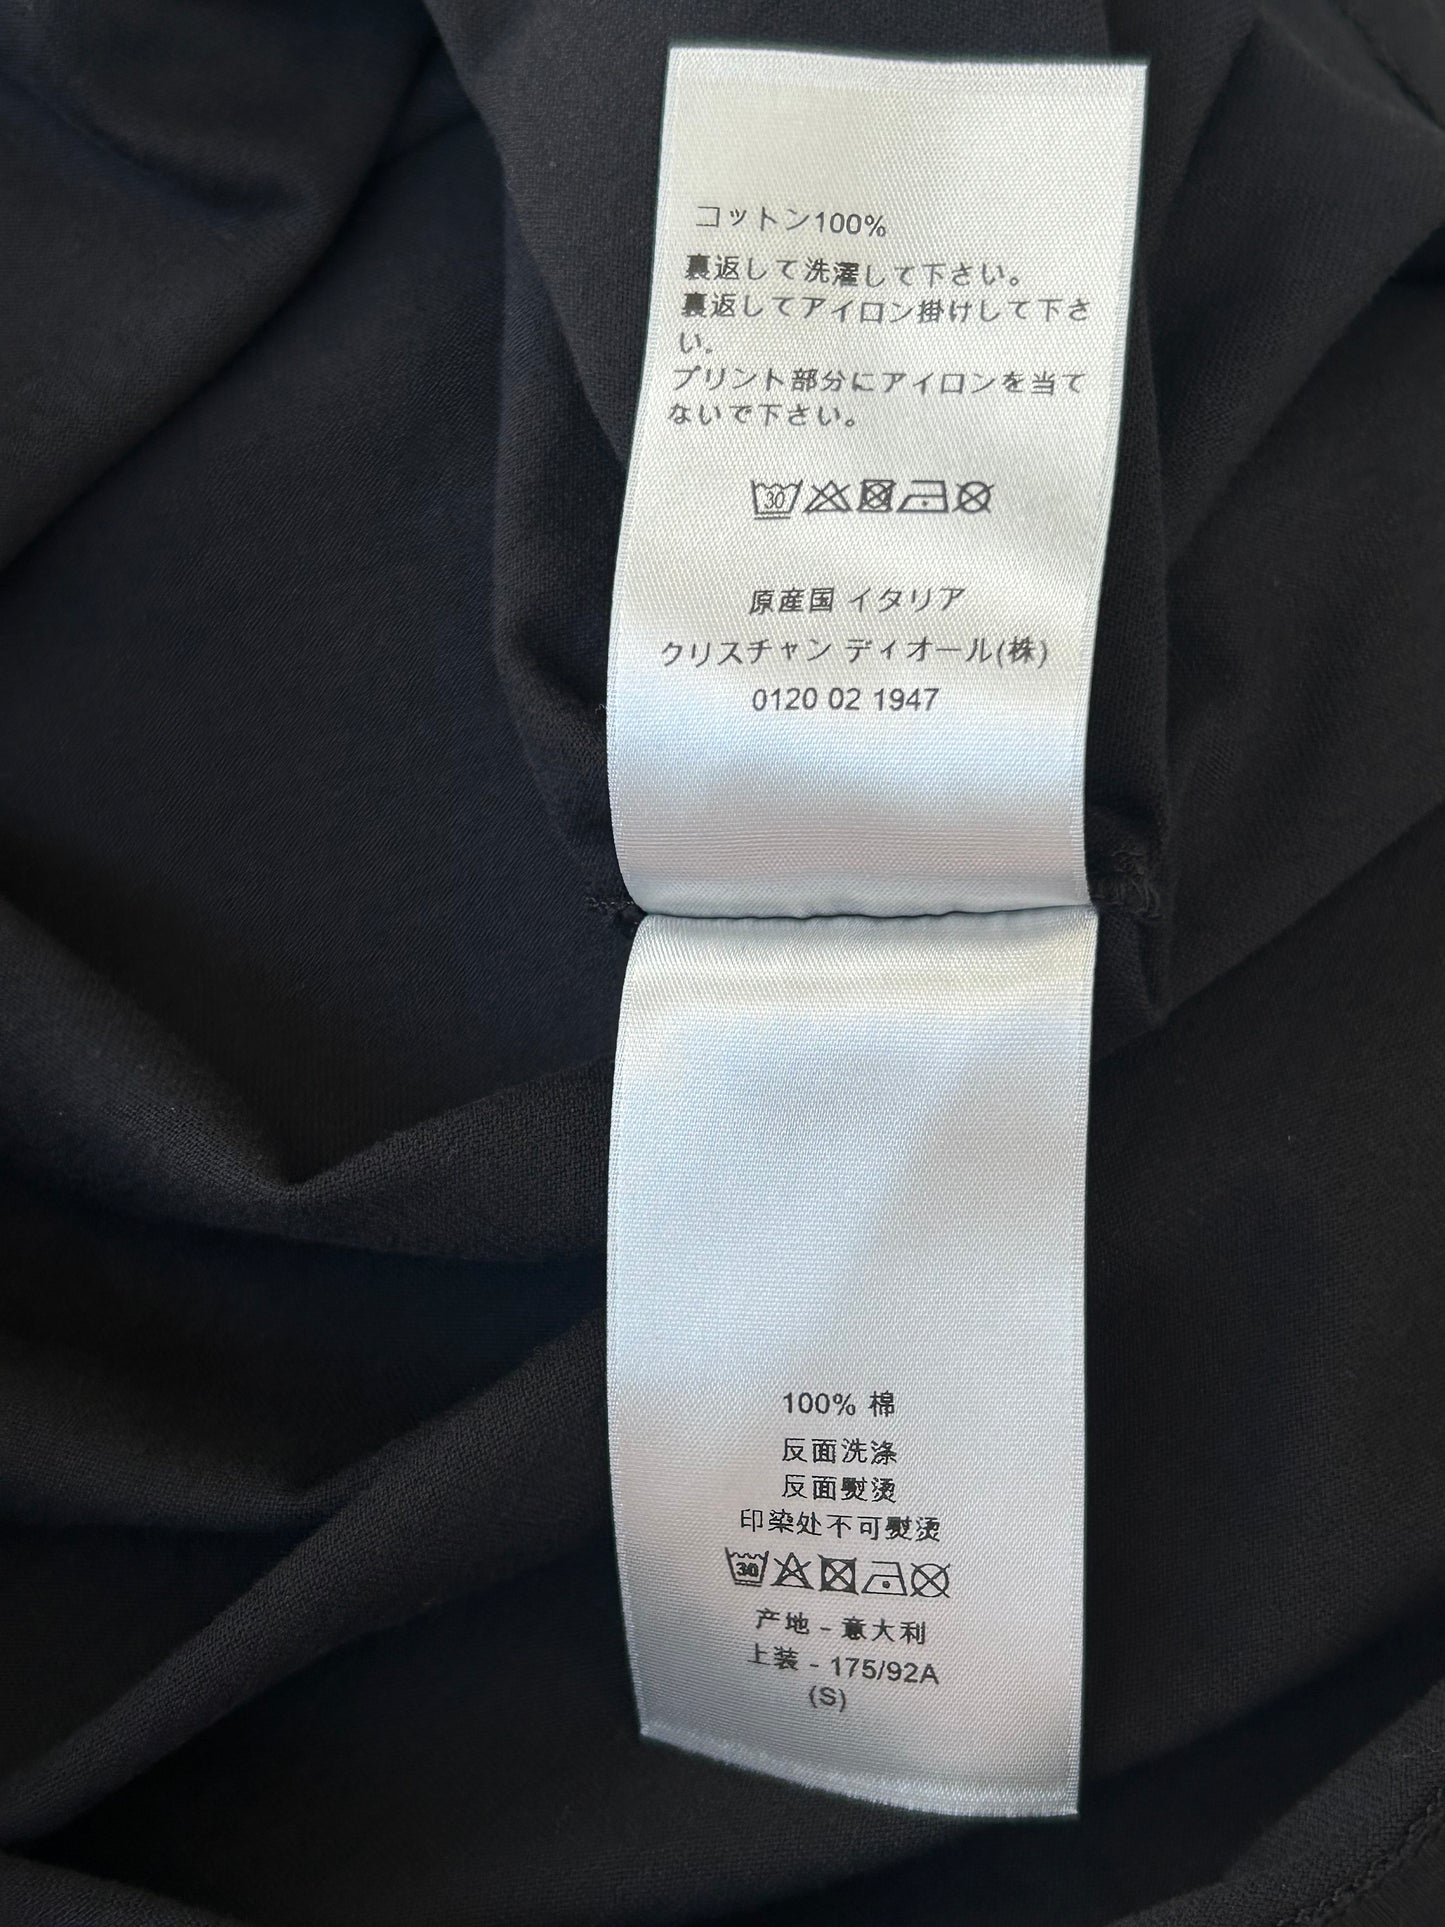 コットン100%
裏返して洗濯して下さい。
裏返してアイロン掛けして下さ
い。
プリント部分にアイロンを当て
ないで下さい。
30
原産国 イタリア
クリスチャン ディオール(株)
0120 02 1947
100% 棉
反面洗涤
反面熨烫
印染处不可熨烫
30
产地 - 意大利
上装 - 175/92A
(S)